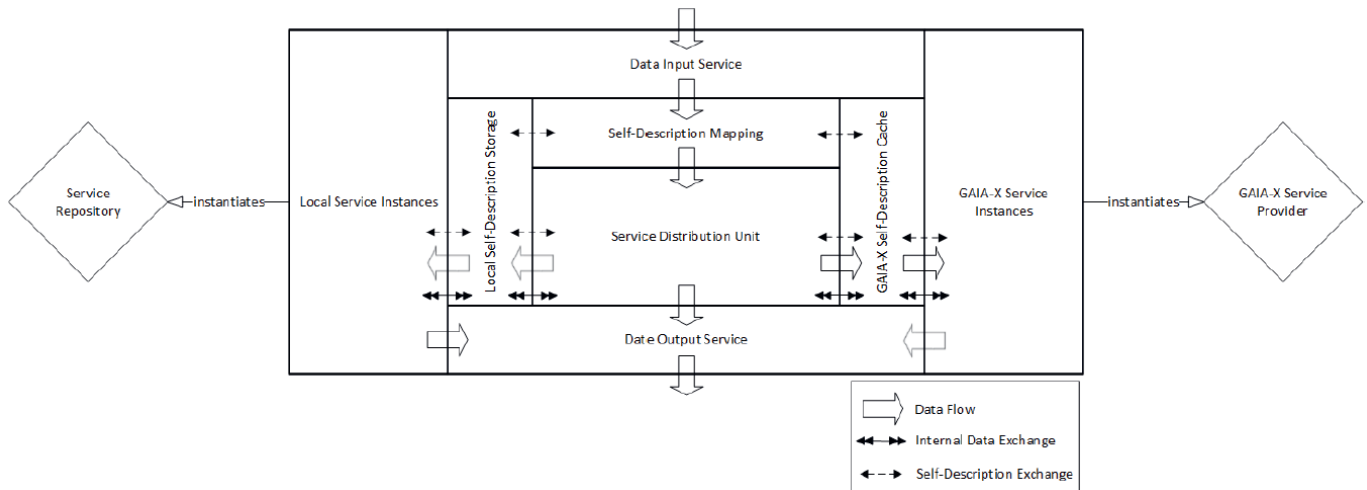 Data Input Service
Self-Description Mapping
Local Self-Description Storage
GAIA-X Self-Description Cache
Service
Repository
instantiates
Local Service Instances
Service Distribution Unit
GAIA-X Service
Instances
instantiates
GAIA-X Service
Provider
Date Output Service
Data Flow
Internal Data Exchange
Self-Description Exchange